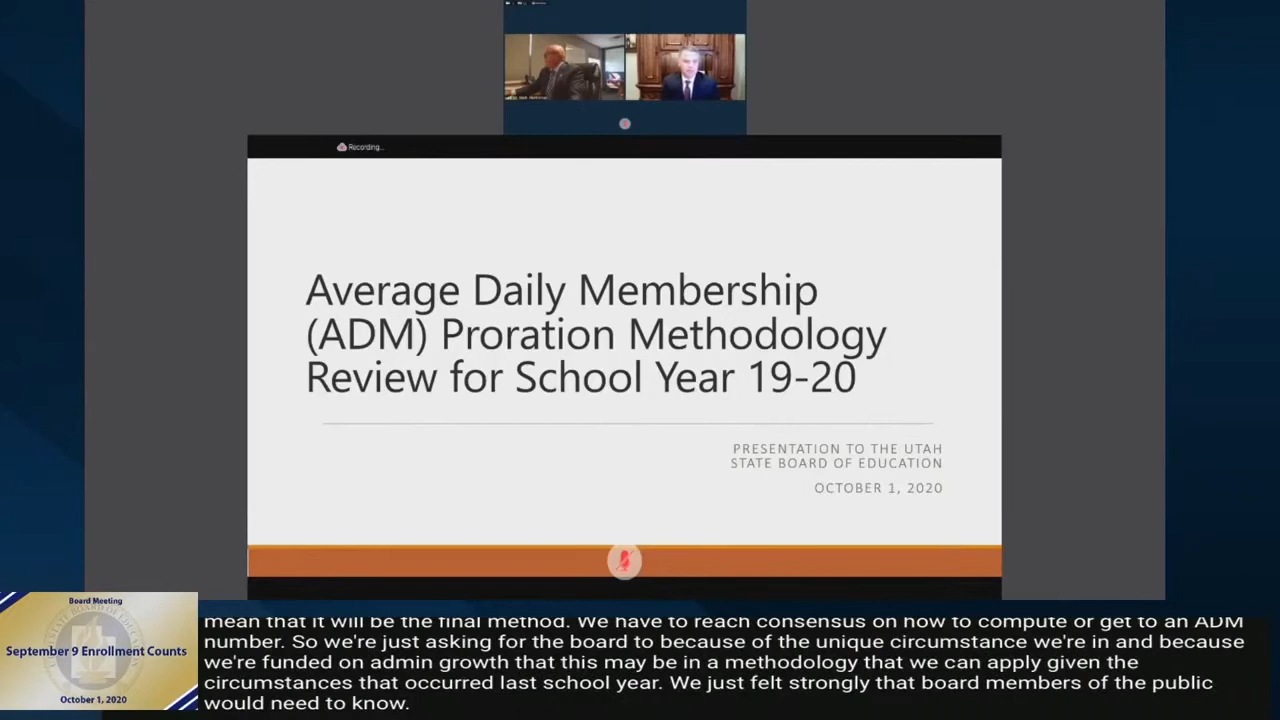 Recording...
Average Daily Membership
(ADM) Proration Methodology
Review for School Year 19-20
PRESENTATION TO THE UTAH
STATE BOARD OF EDUCATION
OCTOBER 1, 2020
Board Meeting
September 9 Enrollment Counts
October 1, 2020
mean that it will be the final method. We have to reach consensus on how to compute or get to an ADM
number. So we're just asking for the board to because of the unique circumstance we're in and because
we're funded on admin growth that this may be in a methodology that we can apply given the
circumstances that occurred last school year. We just felt strongly that board members of the public
would need to know.